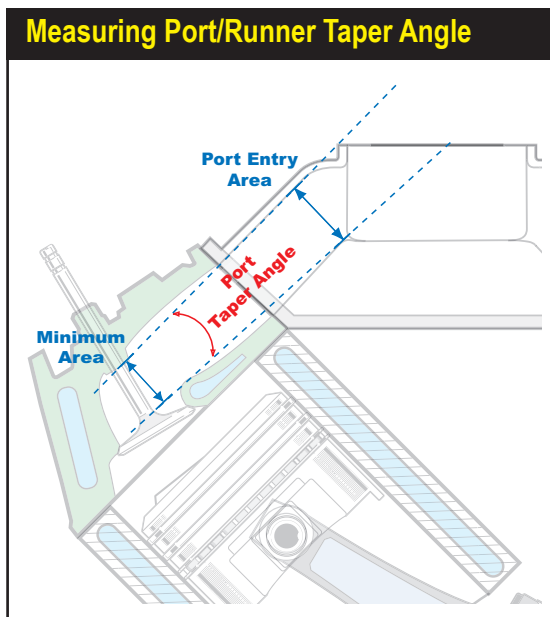 Measuring Port/Runner Taper Angle
Port Entry
Area
Port
Taper Angle
Minimum
Area